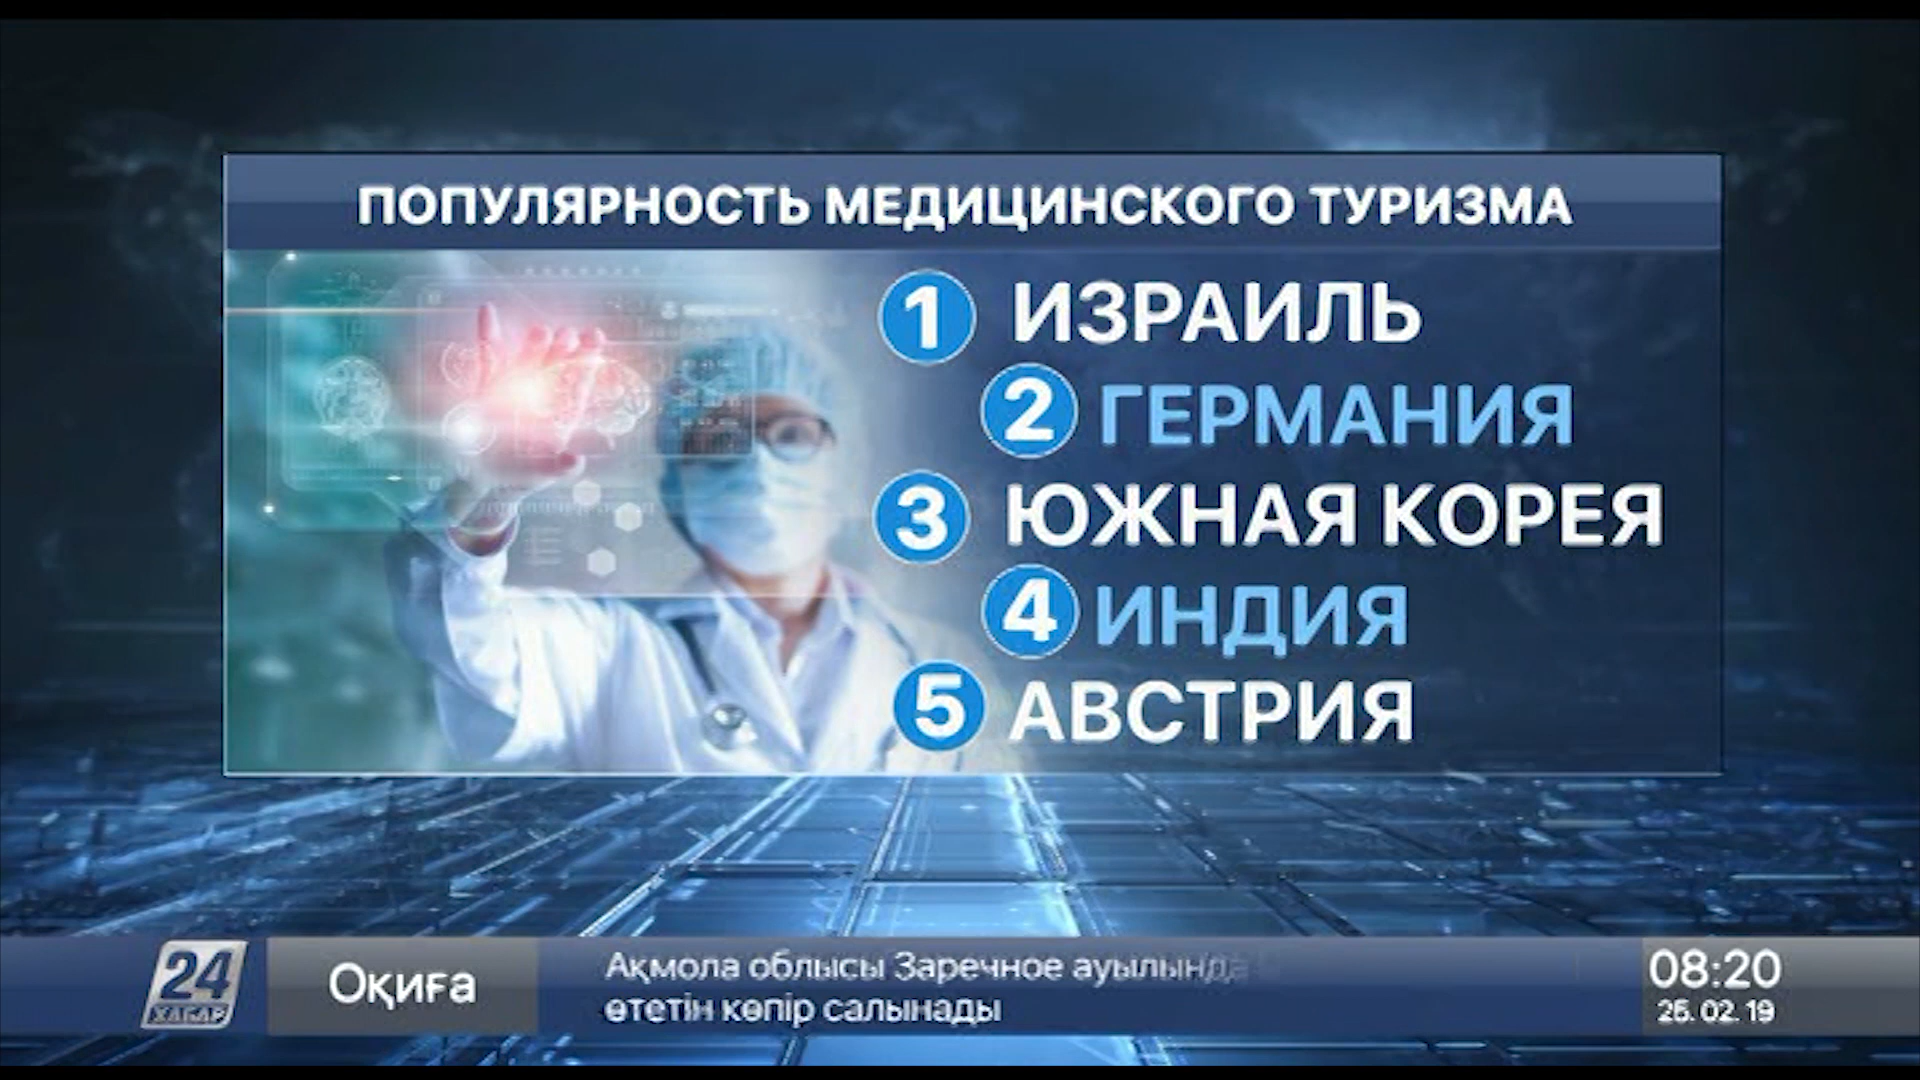 ПОПУЛЯРНОСТЬ МЕДИЦИНСКОГО ТУРИЗМА
1 ИЗРАИЛЬ
2 ГЕРМАНИЯ
3 ЮЖНАЯ КОРЕЯ
4 ИНДИЯ
5 АВСТРИЯ
24
ХАБАР
Оқиға
Ақмола облысы Заречное ауылында
өтетін көпір салынады
08:20
25.02.19